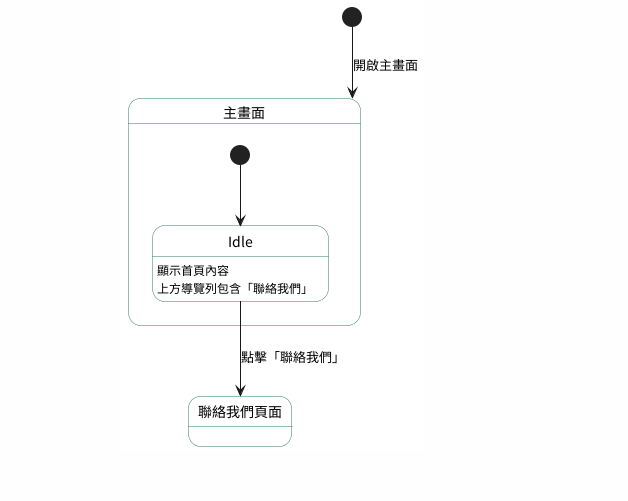 開啟主畫面
主畫面
Idle
顯示首頁內容
上方導覽列包含「聯絡我們」
點擊「聯絡我們」
聯絡我們頁面